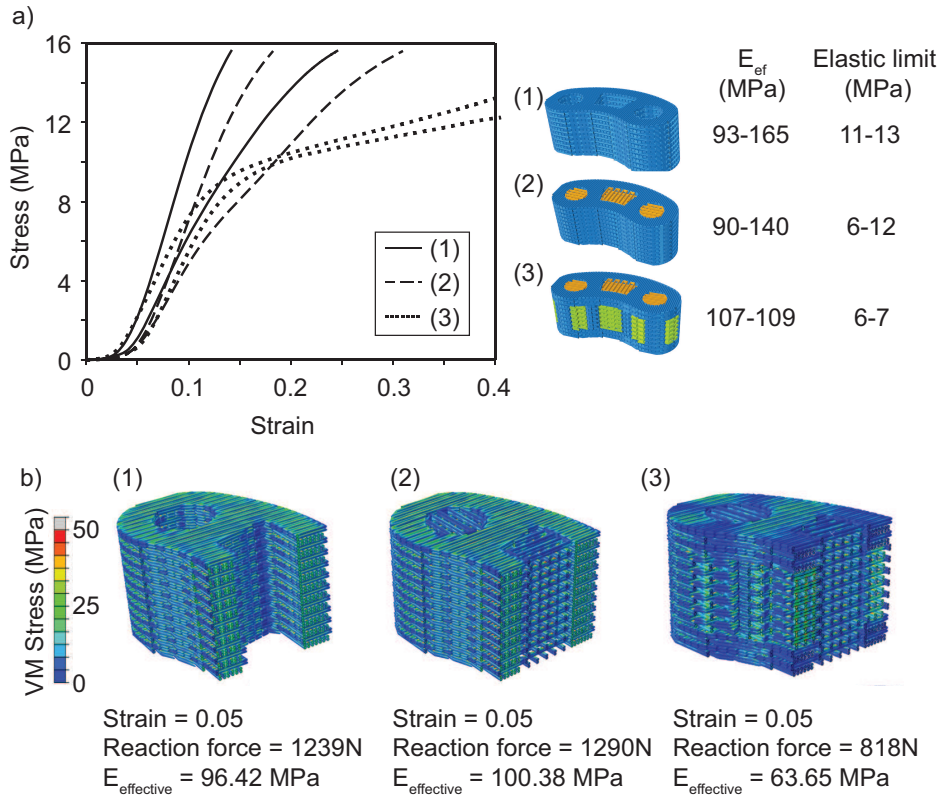 a)
16
12
8
4
0
0 0.1 0.2 0.3 0.4
Stress (MPa)
Strain
(1)
(2)
(3)
E_ef Elastic limit
(MPa) (MPa)
(1) 93-165 11-13
(2) 90-140 6-12
(3) 107-109 6-7
b)
VM Stress (MPa)
50
25
0
(1) (2) (3)
Strain = 0.05 Strain = 0.05 Strain = 0.05
Reaction force = 1239N Reaction force = 1290N Reaction force = 818N
E_effective = 96.42 MPa E_effective = 100.38 MPa E_effective = 63.65 MPa